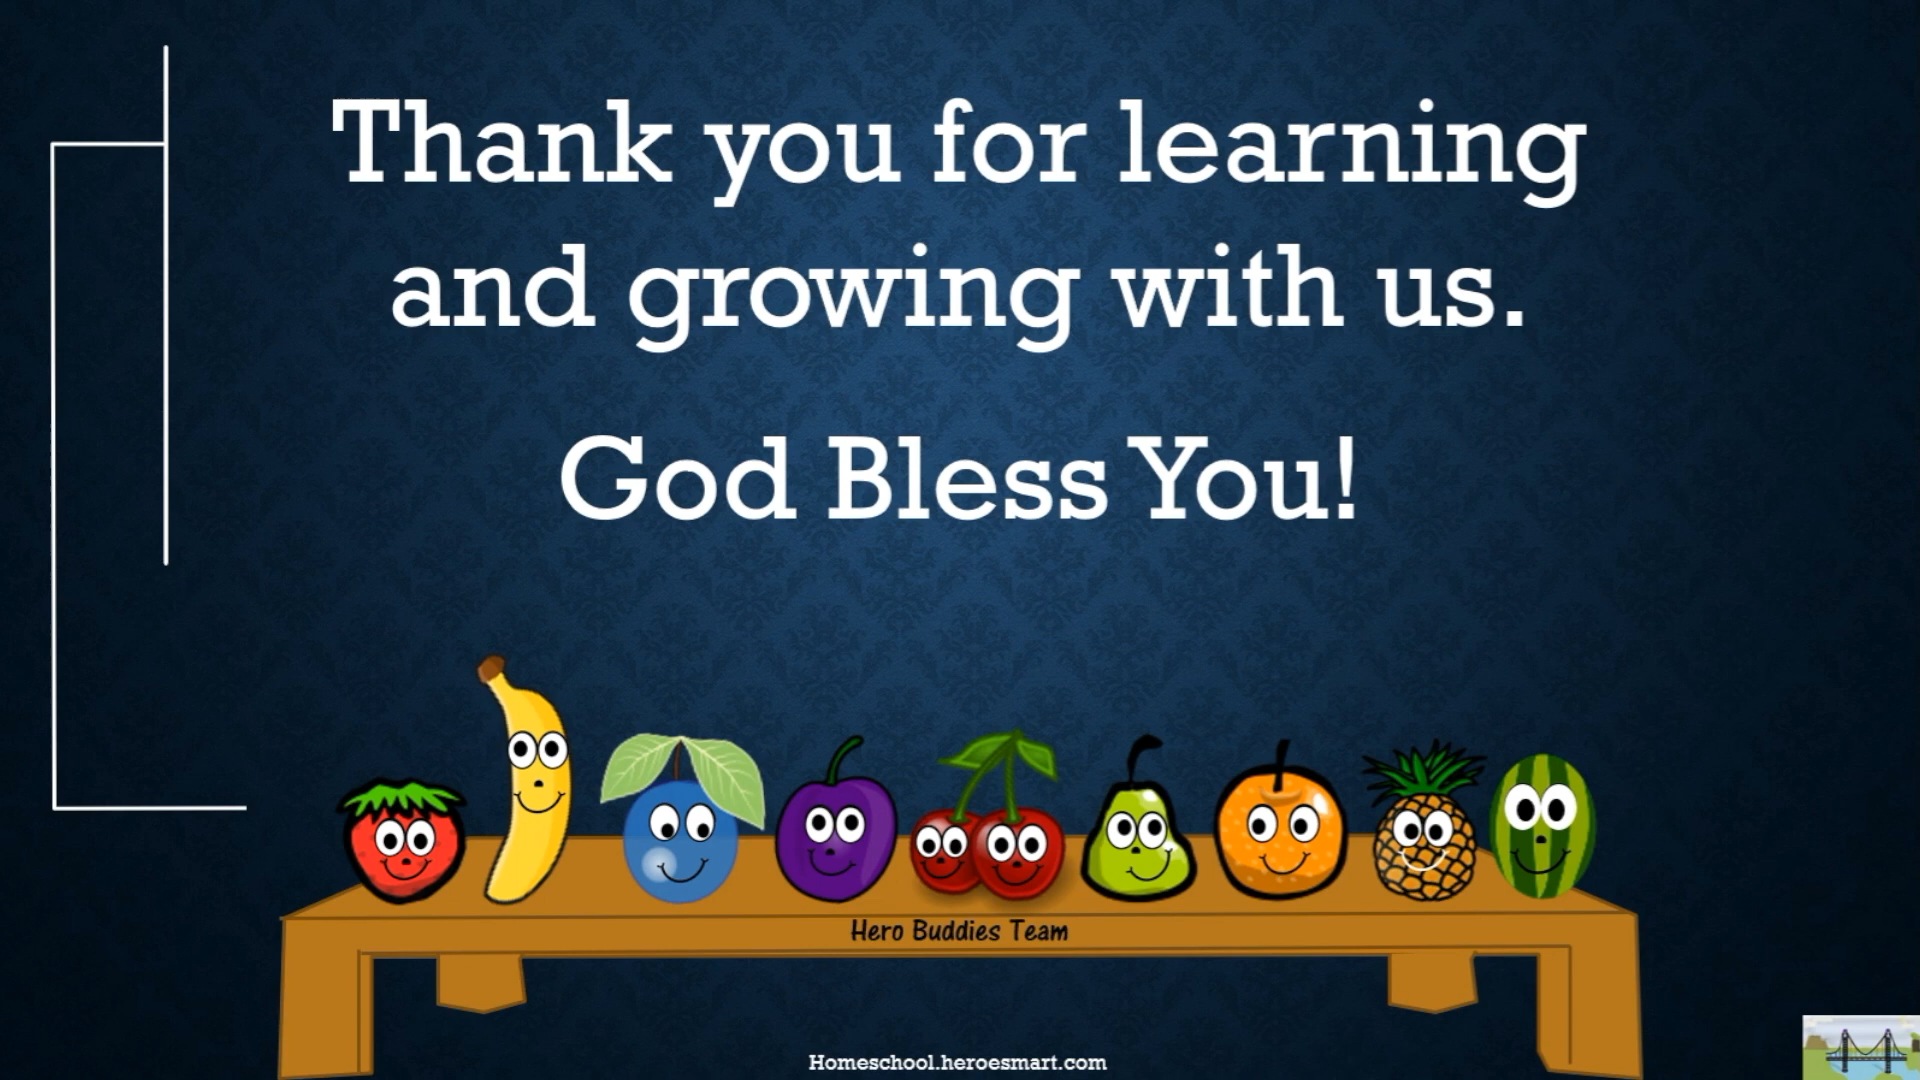 Thank you for learning
and growing with us.
God Bless You!
Hero Buddies Team
Homeschool.heroesmart.com